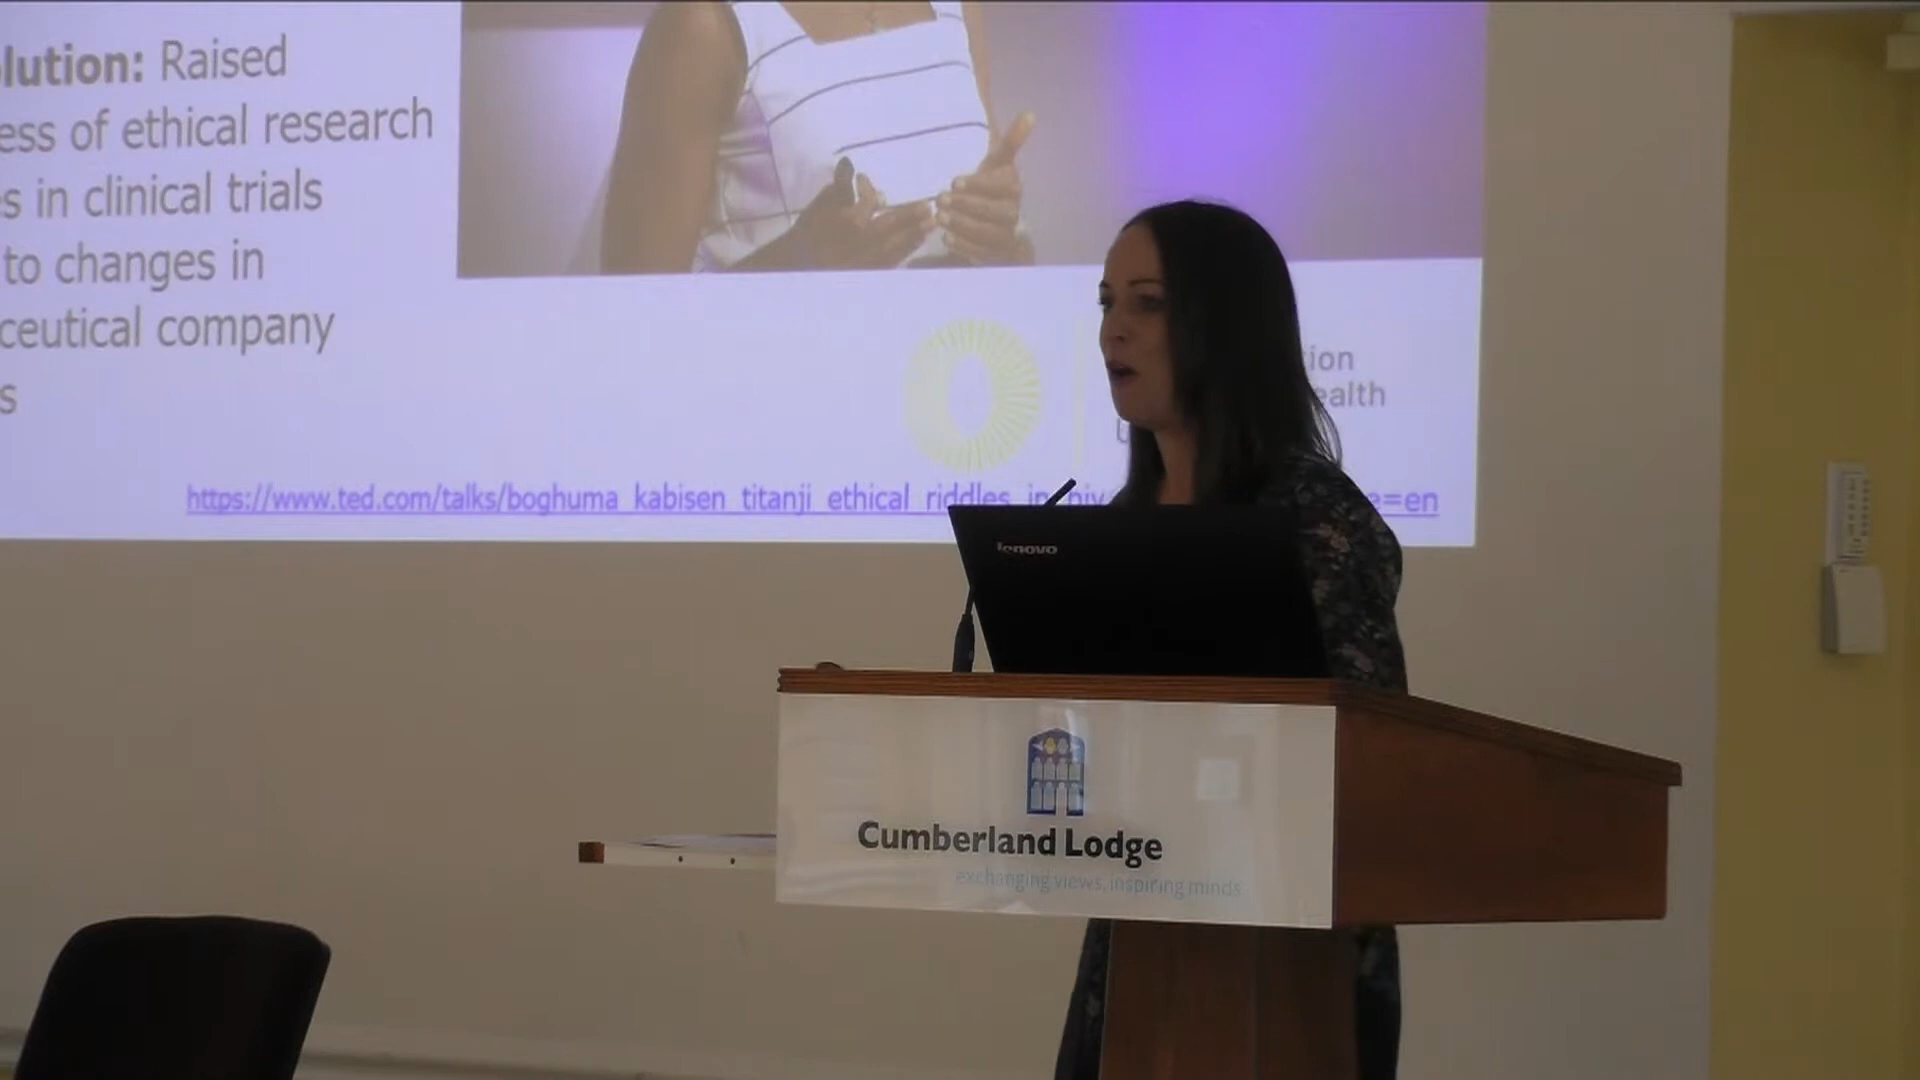 lution: Raised
ess of ethical research
s in clinical trials
to changes in
ceutical company
s
ion
ealth
https://www.ted.com/talks/boghuma_kabisen_titanji_ethical_riddles_in_hiv e=en
lenovo
Cumberland Lodge
exchanging views, inspiring minds